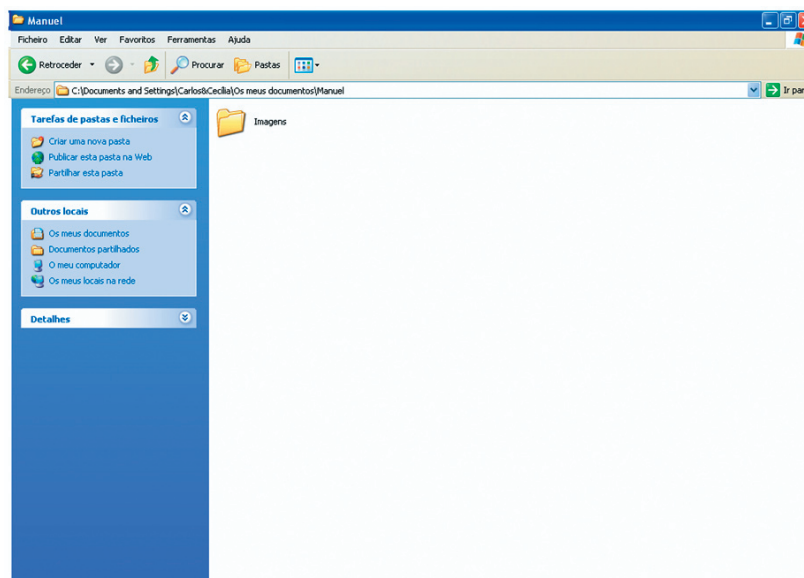 Manuel
Ficheiro Editar Ver Favoritos Ferramentas Ajuda
Retroceder Procurar Pastas
Endereço C:\Documents and Settings\Carlos&Cecília\Os meus documentos\Manuel Ir par
Tarefas de pastas e ficheiros
Criar uma nova pasta
Publicar esta pasta na Web
Partilhar esta pasta
Outros locais
Os meus documentos
Documentos partilhados
O meu computador
Os meus locais na rede
Detalhes
Imagens